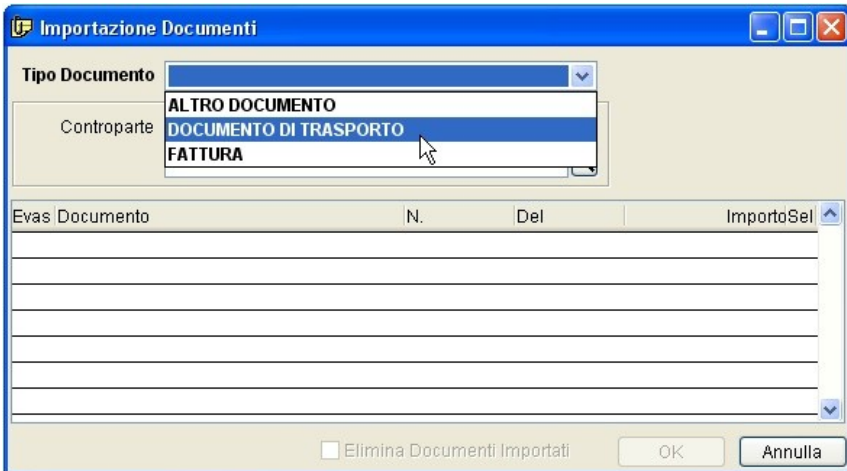 Importazione Documenti
Tipo Documento
ALTRO DOCUMENTO
Controparte
DOCUMENTO DI TRASPORTO
FATTURA
Evas Documento N. Del Importo Sel
Elimina Documenti Importati OK Annulla